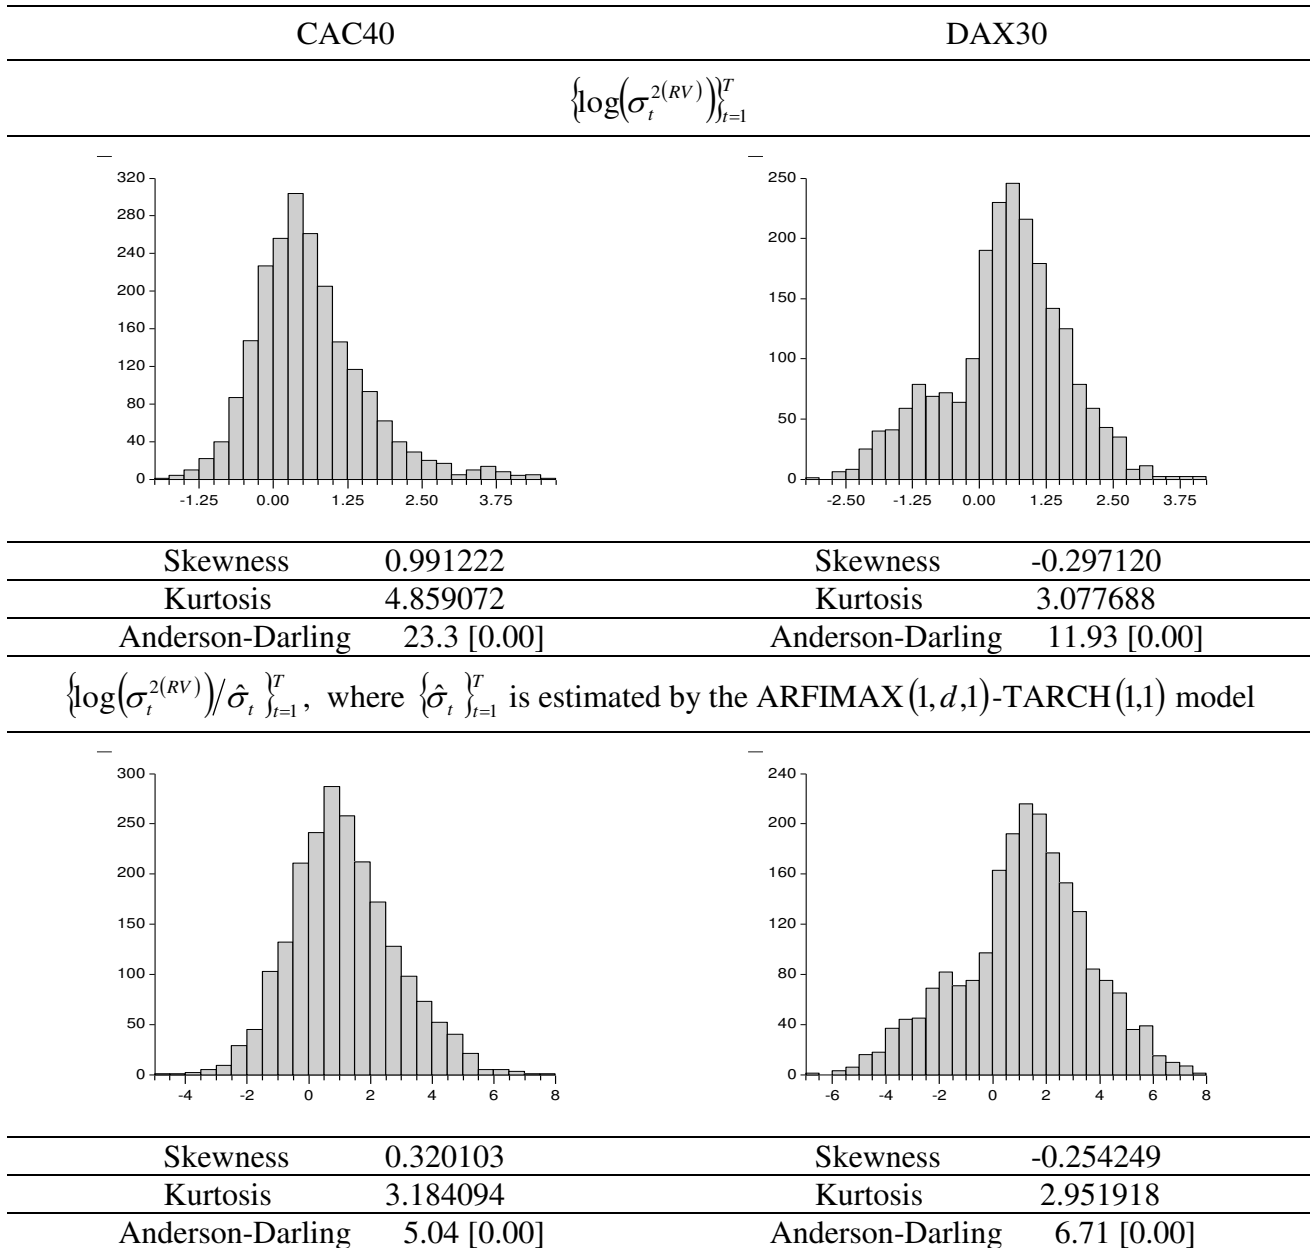 CAC40 DAX30
{log(σ_t^{2(RV)})}_{t=1}^T
320
280
240
200
160
120
80
40
0
-1.25 0.00 1.25 2.50 3.75
250
200
150
100
50
0
-2.50 -1.25 0.00 1.25 2.50 3.75
Skewness 0.991222 Skewness -0.297120
Kurtosis 4.859072 Kurtosis 3.077688
Anderson-Darling 23.3 [0.00] Anderson-Darling 11.93 [0.00]
{log(σ_t^{2(RV)})/σ̂_t}_{t=1}^T, where {σ̂_t}_{t=1}^T is estimated by the ARFIMAX(1,d,1)-TARCH(1,1) model
300
250
200
150
100
50
0
-4 -2 0 2 4 6 8
240
200
160
120
80
40
0
-6 -4 -2 0 2 4 6 8
Skewness 0.320103 Skewness -0.254249
Kurtosis 3.184094 Kurtosis 2.951918
Anderson-Darling 5.04 [0.00] Anderson-Darling 6.71 [0.00]